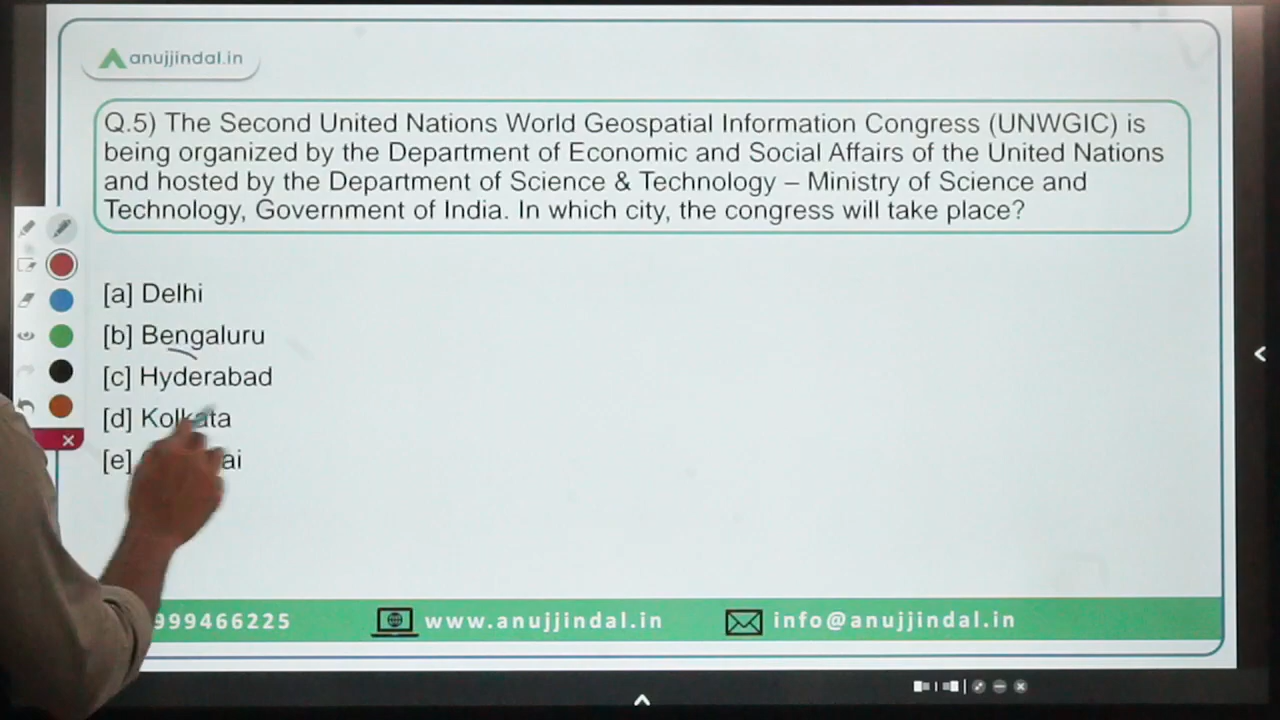 anujjindal.in
Q.5) The Second United Nations World Geospatial Information Congress (UNWGIC) is
being organized by the Department of Economic and Social Affairs of the United Nations
and hosted by the Department of Science & Technology – Ministry of Science and
Technology, Government of India. In which city, the congress will take place?
[a] Delhi
[b] Bengaluru
[c] Hyderabad
[d] Kolkata
[e]
999466225 www.anujjindal.in info@anujjindal.in